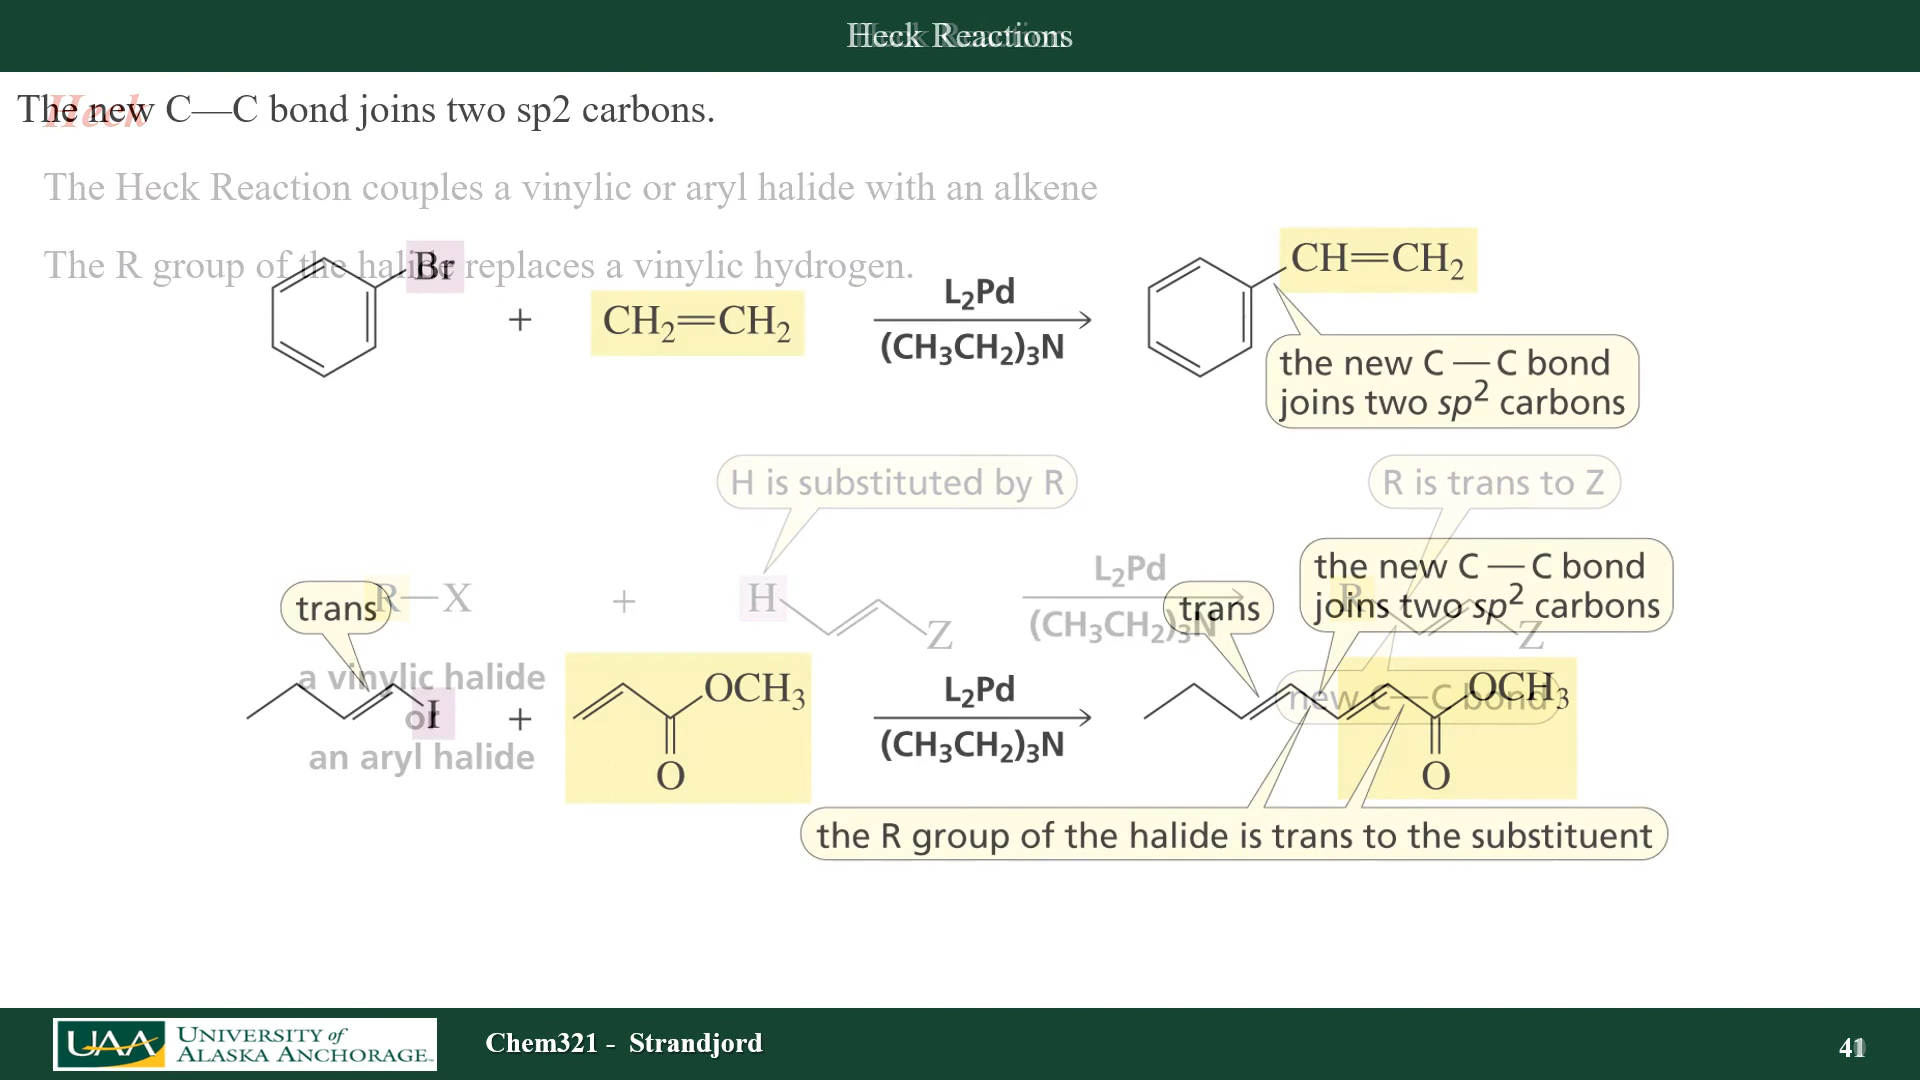 Heck Reactions
The new C—C bond joins two sp2 carbons.
Heck
The Heck Reaction couples a vinylic or aryl halide with an alkene
The R group of the halide replaces a vinylic hydrogen.
Br
+
CH₂=CH₂
L₂Pd
(CH₃CH₂)₃N
CH=CH₂
the new C—C bond
joins two sp² carbons
H is substituted by R
R is trans to Z
trans
R—X
+
H
Z
L₂Pd
(CH₃CH₂)₃N
trans
the new C—C bond
joins two sp² carbons
R
Z
a vinylic halide
or
an aryl halide
I
+
OCH₃
O
L₂Pd
(CH₃CH₂)₃N
new C—C bond
OCH₃
O
the R group of the halide is trans to the substituent
UAA
UNIVERSITY of
ALASKA ANCHORAGE
Chem321 - Strandjord
41